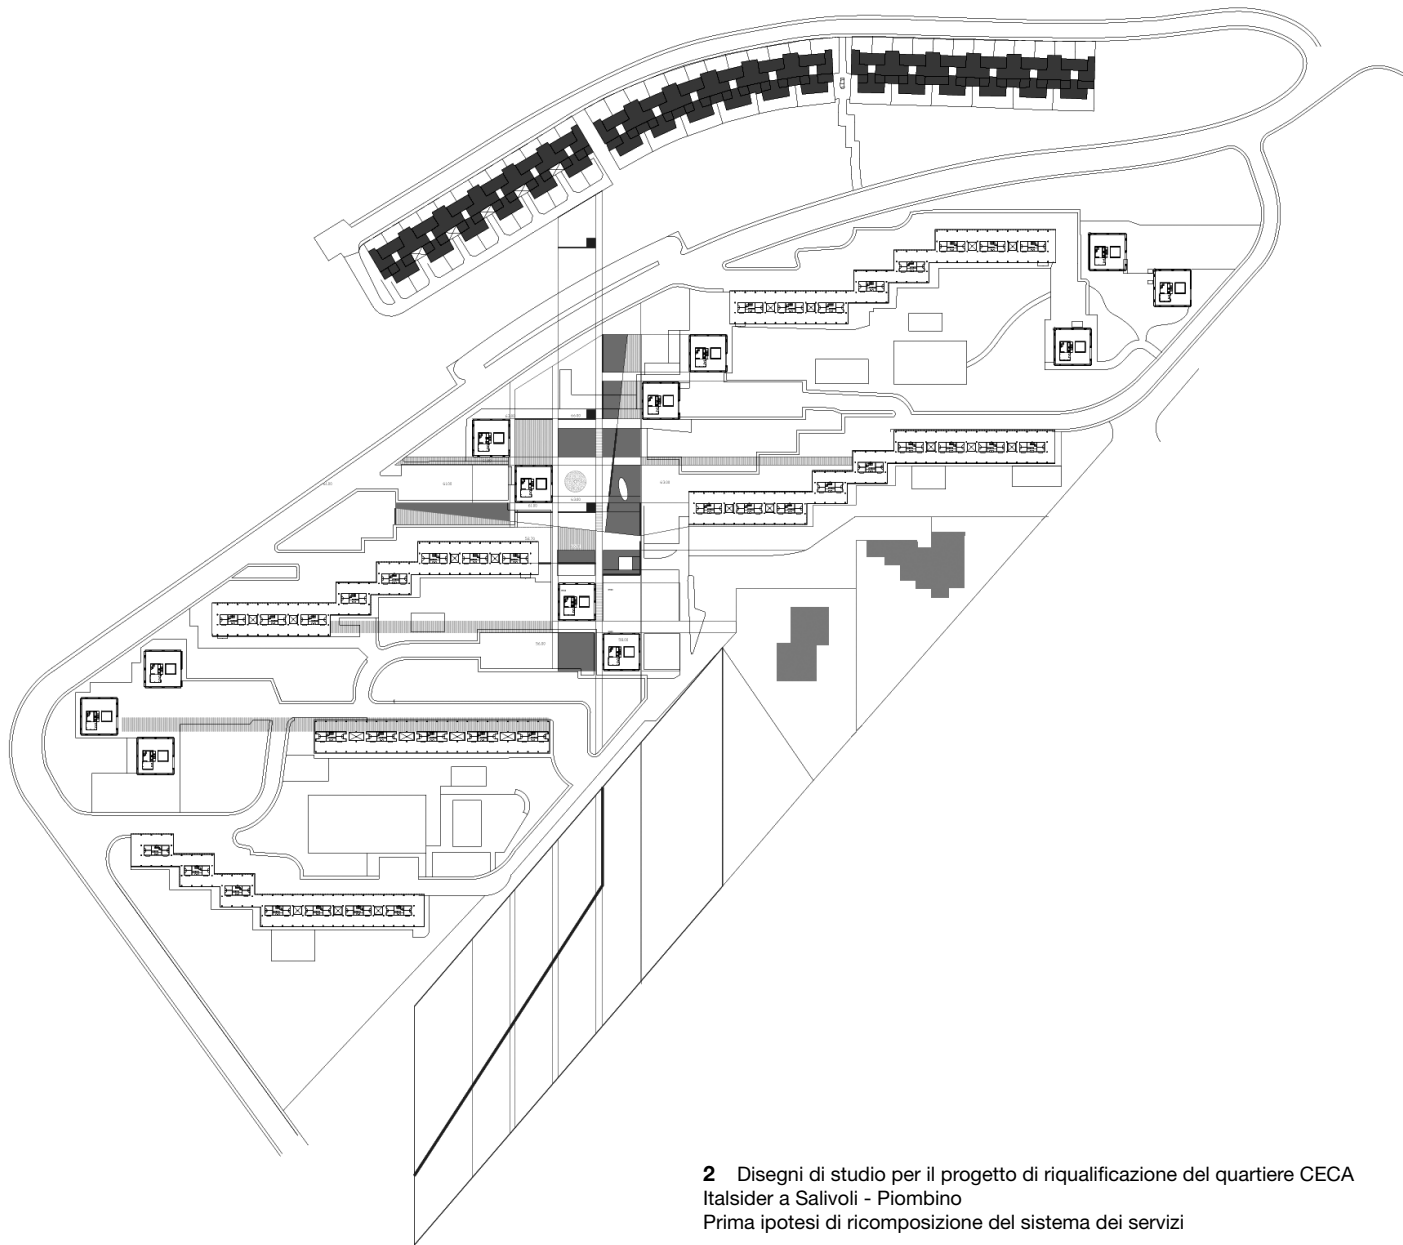 2 Disegni di studio per il progetto di riqualificazione del quartiere CECA
Italsider a Salivoli - Piombino
Prima ipotesi di ricomposizione del sistema dei servizi